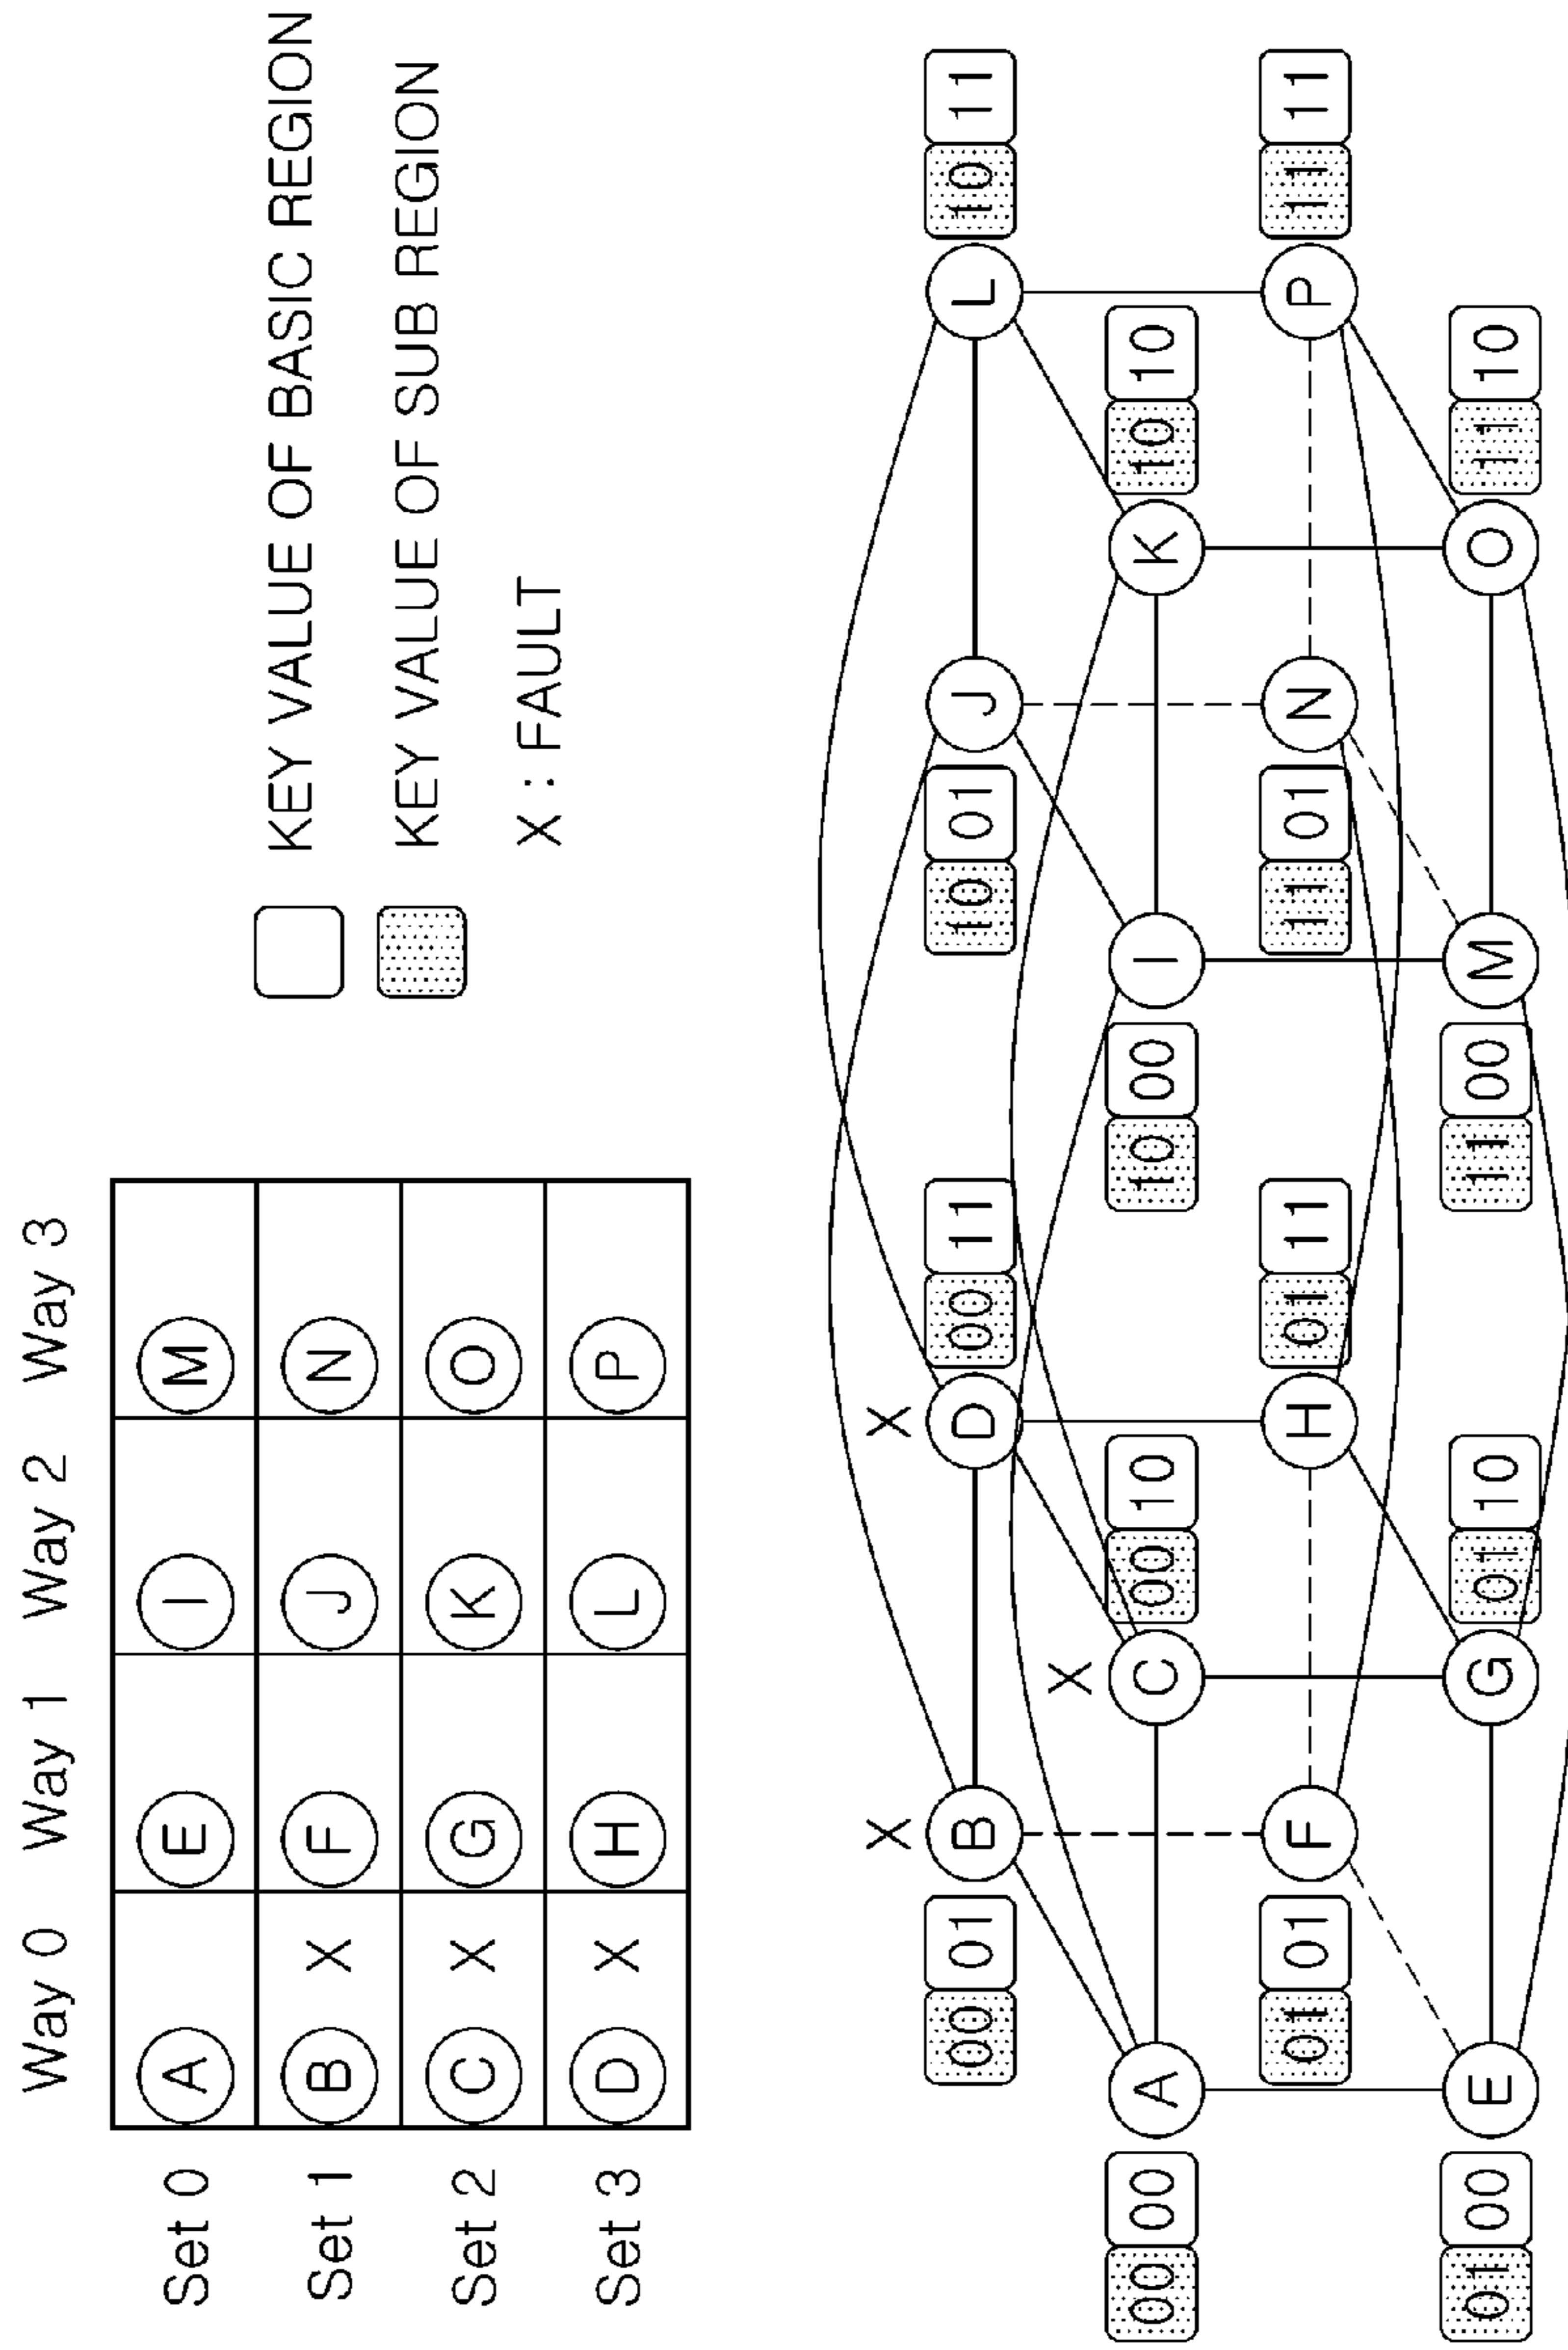 Way 0 Way 1 Way 2 Way 3
Set 0 A E I M
Set 1 B X F J N
Set 2 C X G K O
Set 3 D X H L P
KEY VALUE OF BASIC REGION
KEY VALUE OF SUB REGION
X : FAULT
X B 00 01
X D 00 11
J 10 01
L 10 11
A 00 00
X C 00 10
I 10 00
K 10 10
F 01 01
H 01 11
N 11 01
P 11 11
E 01 00
G 01 10
M 11 00
O 11 10